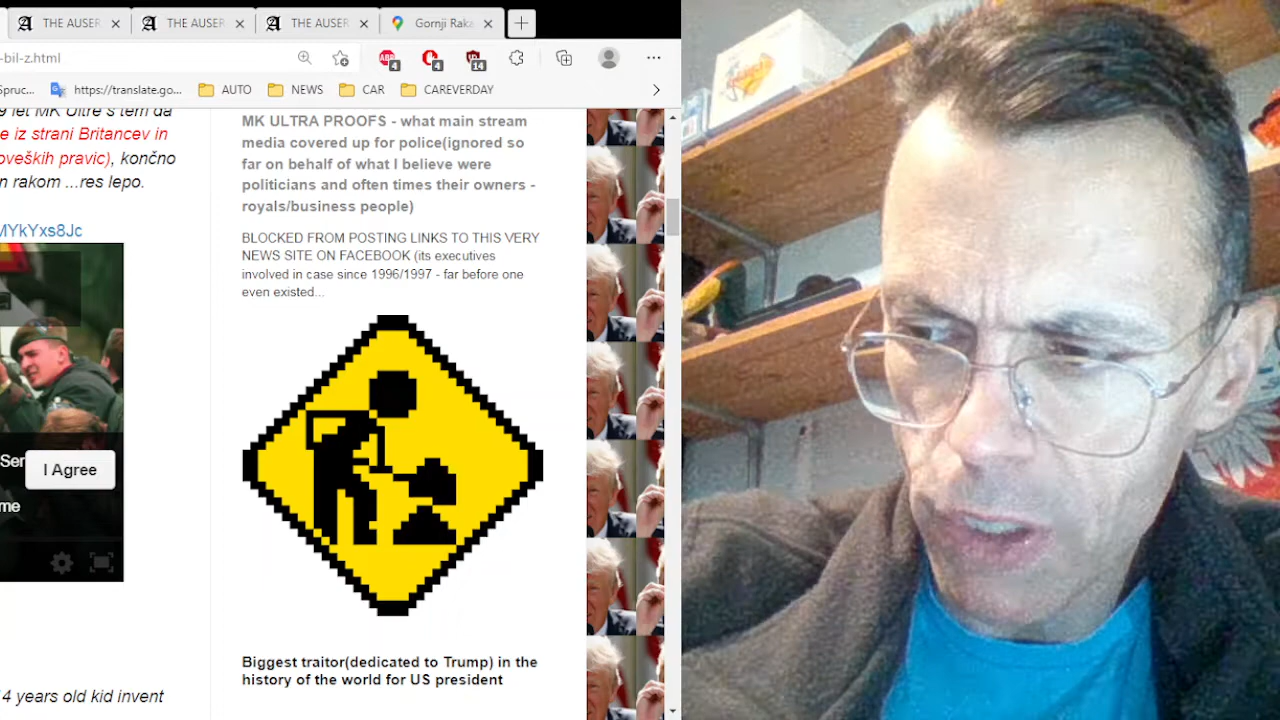 THE AUSER
THE AUSER
THE AUSER
Gornji Raka
-bil-z.html
ABP
4
4
14
Spruc...
https://translate.go...
AUTO
NEWS
CAR
CAREVERDAY
9 let MK Ultre s tem da
e iz strani Britancev in
oveških pravic), končno
n rakom ...res lepo.
MYkYxs8Jc
Ser
I Agree
me
4 years old kid invent
MK ULTRA PROOFS - what main stream
media covered up for police(ignored so
far on behalf of what I believe were
politicians and often times their owners -
royals/business people)
BLOCKED FROM POSTING LINKS TO THIS VERY
NEWS SITE ON FACEBOOK (its executives
involved in case since 1996/1997 - far before one
even existed...
Biggest traitor(dedicated to Trump) in the
history of the world for US president